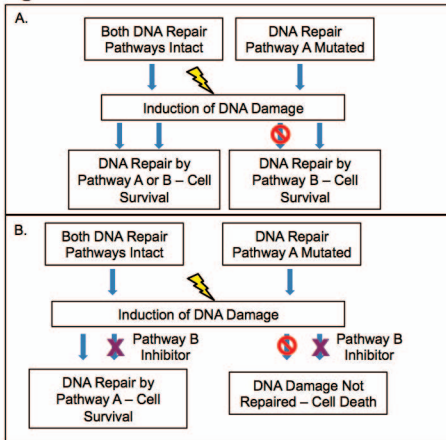 A.
Both DNA Repair
Pathways Intact
DNA Repair
Pathway A Mutated
Induction of DNA Damage
DNA Repair by
Pathway A or B – Cell
Survival
DNA Repair by
Pathway B – Cell
Survival
B.
Both DNA Repair
Pathways Intact
DNA Repair
Pathway A Mutated
Induction of DNA Damage
Pathway B
Inhibitor
Pathway B
Inhibitor
DNA Repair by
Pathway A – Cell
Survival
DNA Damage Not
Repaired – Cell Death